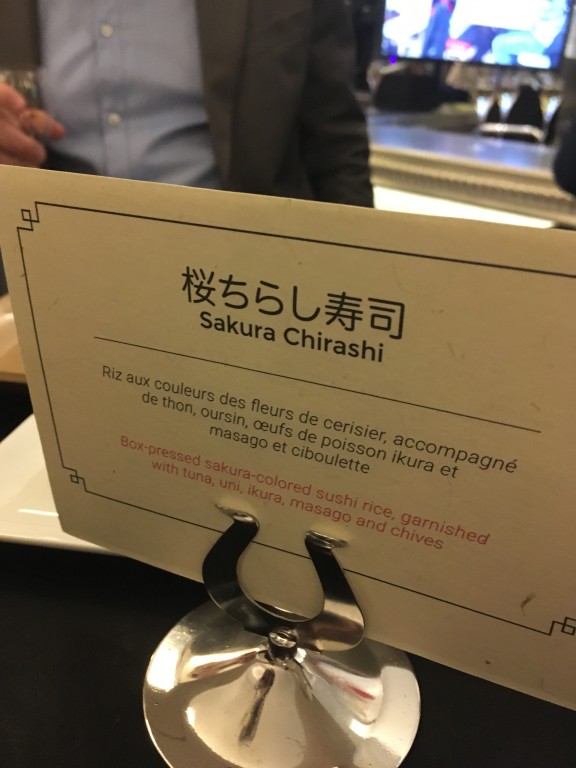 桜ちらし寿司
Sakura Chirashi
Riz aux couleurs des fleurs de cerisier, accompagné
de thon, oursin, œufs de poisson ikura et
masago et ciboulette
Box-pressed sakura-colored sushi rice, garnished
with tuna, uni, ikura, masago and chives